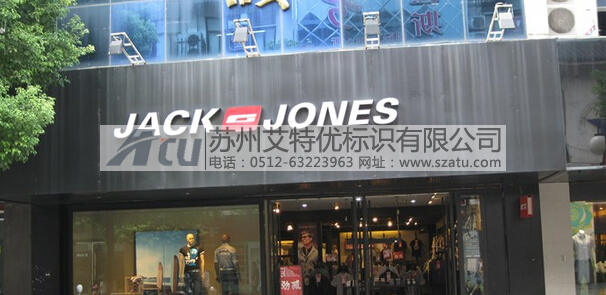 JACK & JONES
Atu 苏州艾特优标识有限公司
电话：0512-63223963 网址：www.szatu.com